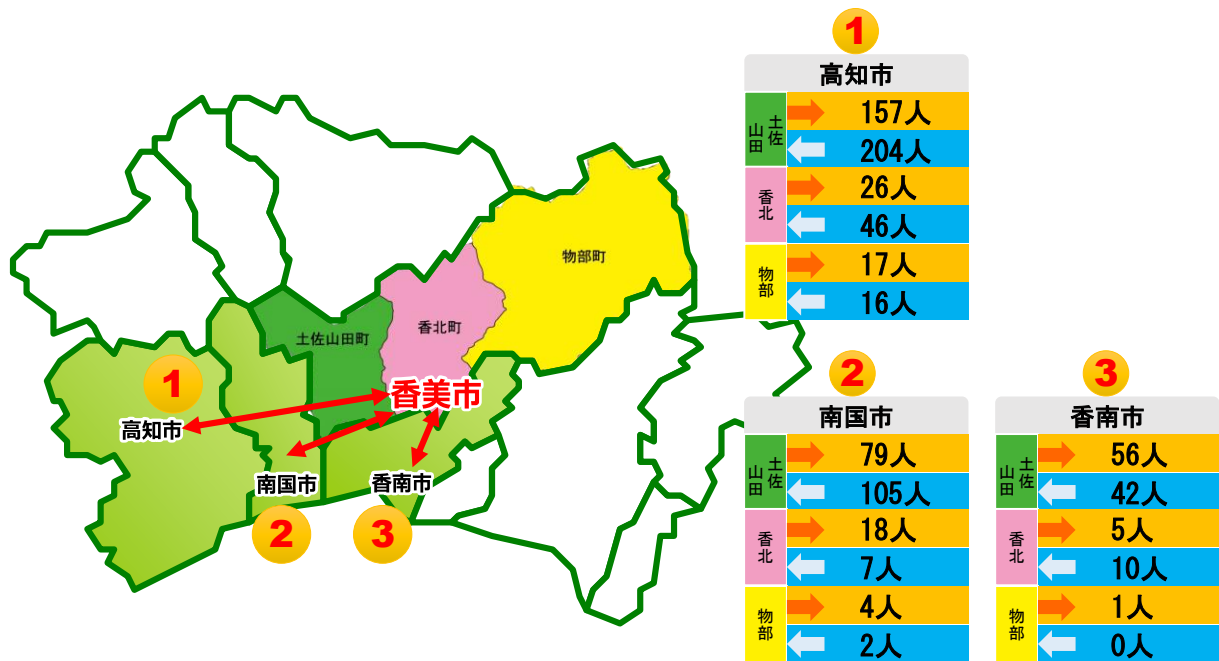 物部町
香北町
土佐山田町
香美市
1
高知市
南国市
香南市
2
3
1
高知市
土佐
山田
157人
204人
香北
26人
46人
物部
17人
16人
2
南国市
土佐
山田
79人
105人
香北
18人
7人
物部
4人
2人
3
香南市
土佐
山田
56人
42人
香北
5人
10人
物部
1人
0人